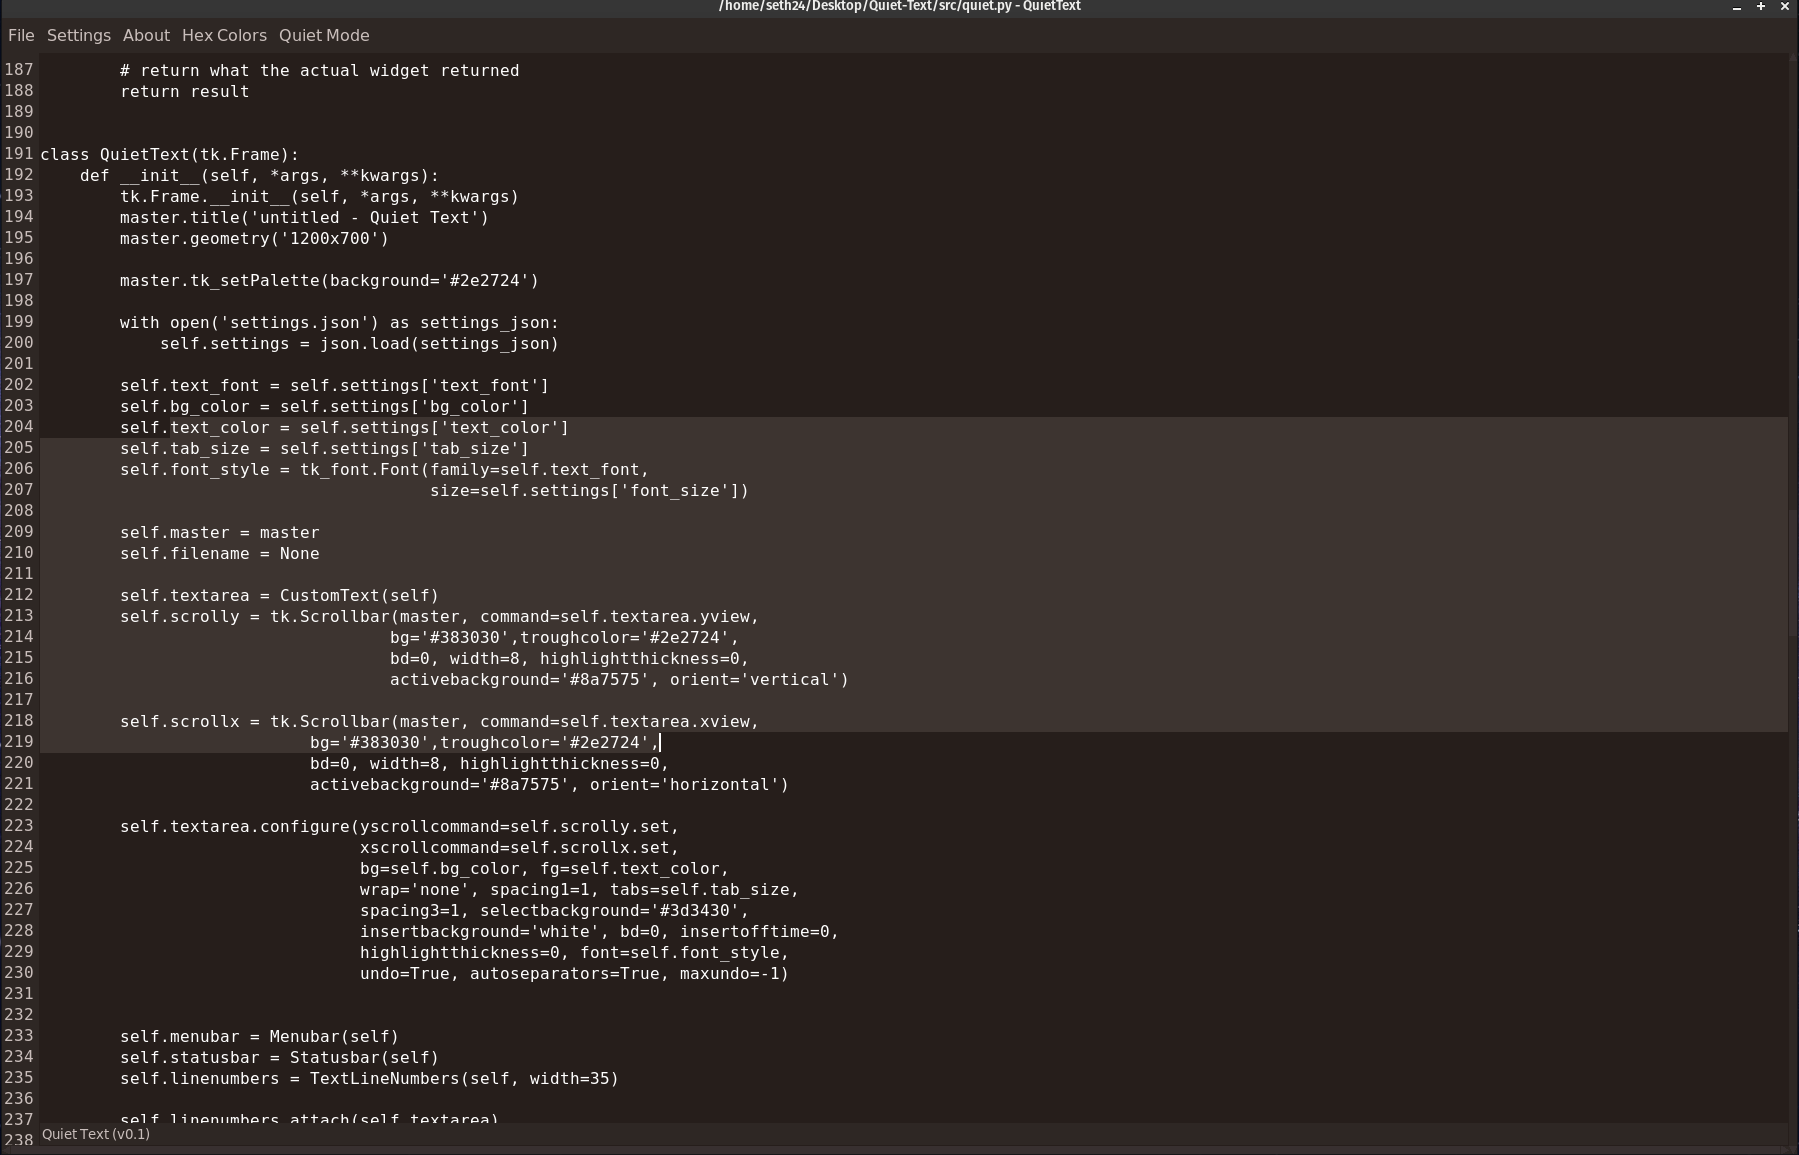 /home/seth24/Desktop/Quiet-Text/src/quiet.py - QuietText
File Settings About Hex Colors Quiet Mode
187        # return what the actual widget returned
188        return result
189
190
191 class QuietText(tk.Frame):
192    def __init__(self, *args, **kwargs):
193        tk.Frame.__init__(self, *args, **kwargs)
194        master.title('untitled - Quiet Text')
195        master.geometry('1200x700')
196
197        master.tk_setPalette(background='#2e2724')
198
199        with open('settings.json') as settings_json:
200            self.settings = json.load(settings_json)
201
202        self.text_font = self.settings['text_font']
203        self.bg_color = self.settings['bg_color']
204        self.text_color = self.settings['text_color']
205        self.tab_size = self.settings['tab_size']
206        self.font_style = tk_font.Font(family=self.text_font,
207                                       size=self.settings['font_size'])
208
209        self.master = master
210        self.filename = None
211
212        self.textarea = CustomText(self)
213        self.scrolly = tk.Scrollbar(master, command=self.textarea.yview,
214                                   bg='#383030',troughcolor='#2e2724',
215                                   bd=0, width=8, highlightthickness=0,
216                                   activebackground='#8a7575', orient='vertical')
217
218        self.scrollx = tk.Scrollbar(master, command=self.textarea.xview,
219                           bg='#383030',troughcolor='#2e2724',
220                           bd=0, width=8, highlightthickness=0,
221                           activebackground='#8a7575', orient='horizontal')
222
223        self.textarea.configure(yscrollcommand=self.scrolly.set,
224                                xscrollcommand=self.scrollx.set,
225                                bg=self.bg_color, fg=self.text_color,
226                                wrap='none', spacing1=1, tabs=self.tab_size,
227                                spacing3=1, selectbackground='#3d3430',
228                                insertbackground='white', bd=0, insertofftime=0,
229                                highlightthickness=0, font=self.font_style,
230                                undo=True, autoseparators=True, maxundo=-1)
231
232
233        self.menubar = Menubar(self)
234        self.statusbar = Statusbar(self)
235        self.linenumbers = TextLineNumbers(self, width=35)
236
237        self.linenumbers.attach(self.textarea)
238 Quiet Text (v0.1)